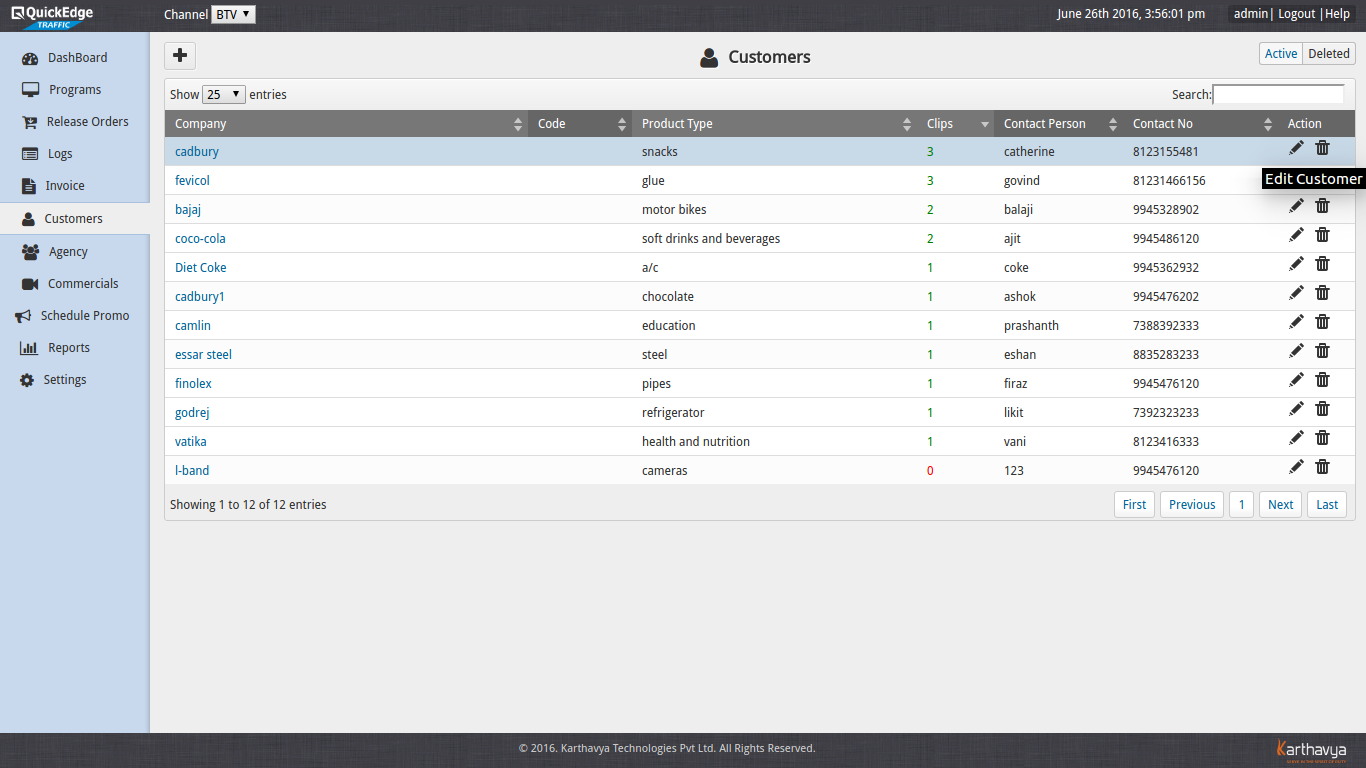 QuickEdge
TRAFFIC
Channel BTV
June 26th 2016, 3:56:01 pm
admin| Logout |Help
DashBoard
Programs
Release Orders
Logs
Invoice
Customers
Agency
Commercials
Schedule Promo
Reports
Settings
Customers
Active Deleted
Show 25 entries
Search:
Company Code Product Type Clips Contact Person Contact No Action
cadbury snacks 3 catherine 8123155481
fevicol glue 3 govind 81231466156
Edit Customer
bajaj motor bikes 2 balaji 9945328902
coco-cola soft drinks and beverages 2 ajit 9945486120
Diet Coke a/c 1 coke 9945362932
cadbury1 chocolate 1 ashok 9945476202
camlin education 1 prashanth 7388392333
essar steel steel 1 eshan 8835283233
finolex pipes 1 firaz 9945476120
godrej refrigerator 1 likit 7392323233
vatika health and nutrition 1 vani 8123416333
l-band cameras 0 123 9945476120
Showing 1 to 12 of 12 entries
First Previous 1 Next Last
© 2016. Karthavya Technologies Pvt Ltd. All Rights Reserved.
Karthavya